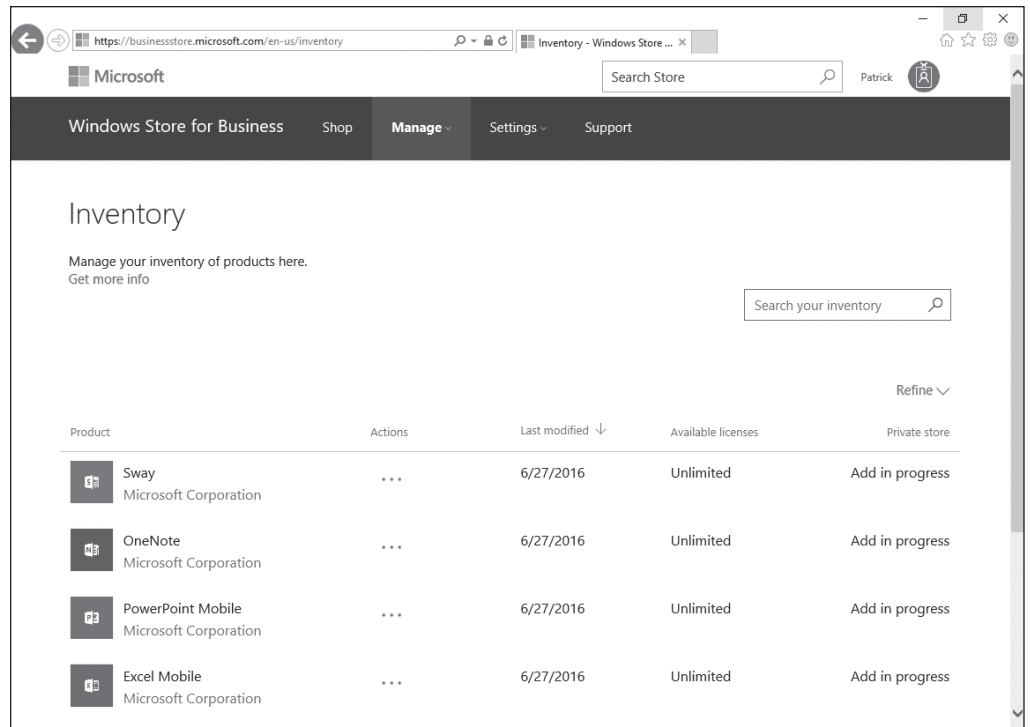 https://businessstore.microsoft.com/en-us/inventory
Inventory - Windows Store ...
Microsoft
Search Store
Patrick
Windows Store for Business Shop Manage Settings Support
Inventory
Manage your inventory of products here.
Get more info
Search your inventory
Refine
Product Actions Last modified Available licenses Private store
Sway ... 6/27/2016 Unlimited Add in progress
Microsoft Corporation
OneNote ... 6/27/2016 Unlimited Add in progress
Microsoft Corporation
PowerPoint Mobile ... 6/27/2016 Unlimited Add in progress
Microsoft Corporation
Excel Mobile ... 6/27/2016 Unlimited Add in progress
Microsoft Corporation